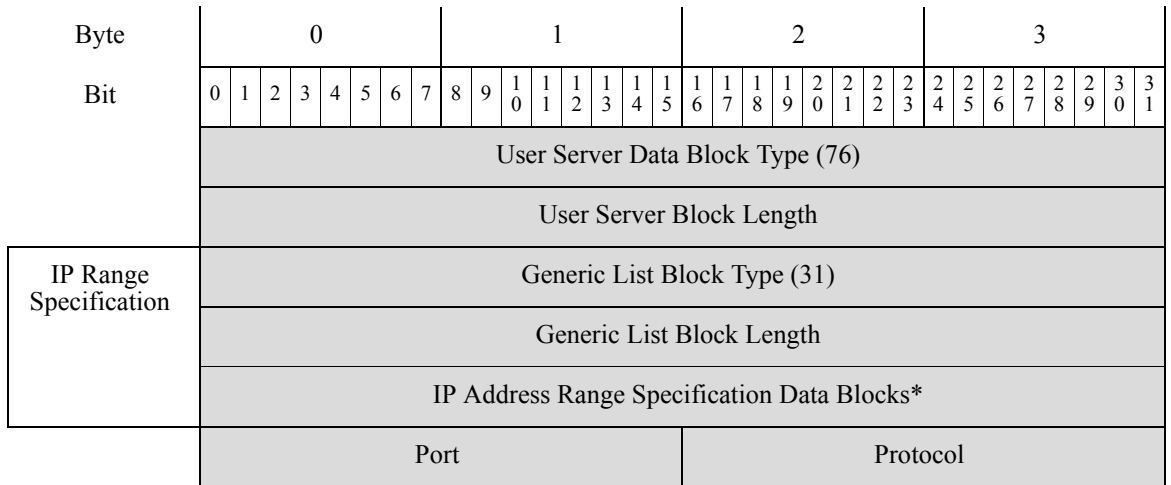 Byte 0 1 2 3
Bit 0 1 2 3 4 5 6 7 8 9 10 11 12 13 14 15 16 17 18 19 20 21 22 23 24 25 26 27 28 29 30 31
User Server Data Block Type (76)
User Server Block Length
IP Range
Specification
Generic List Block Type (31)
Generic List Block Length
IP Address Range Specification Data Blocks*
Port Protocol